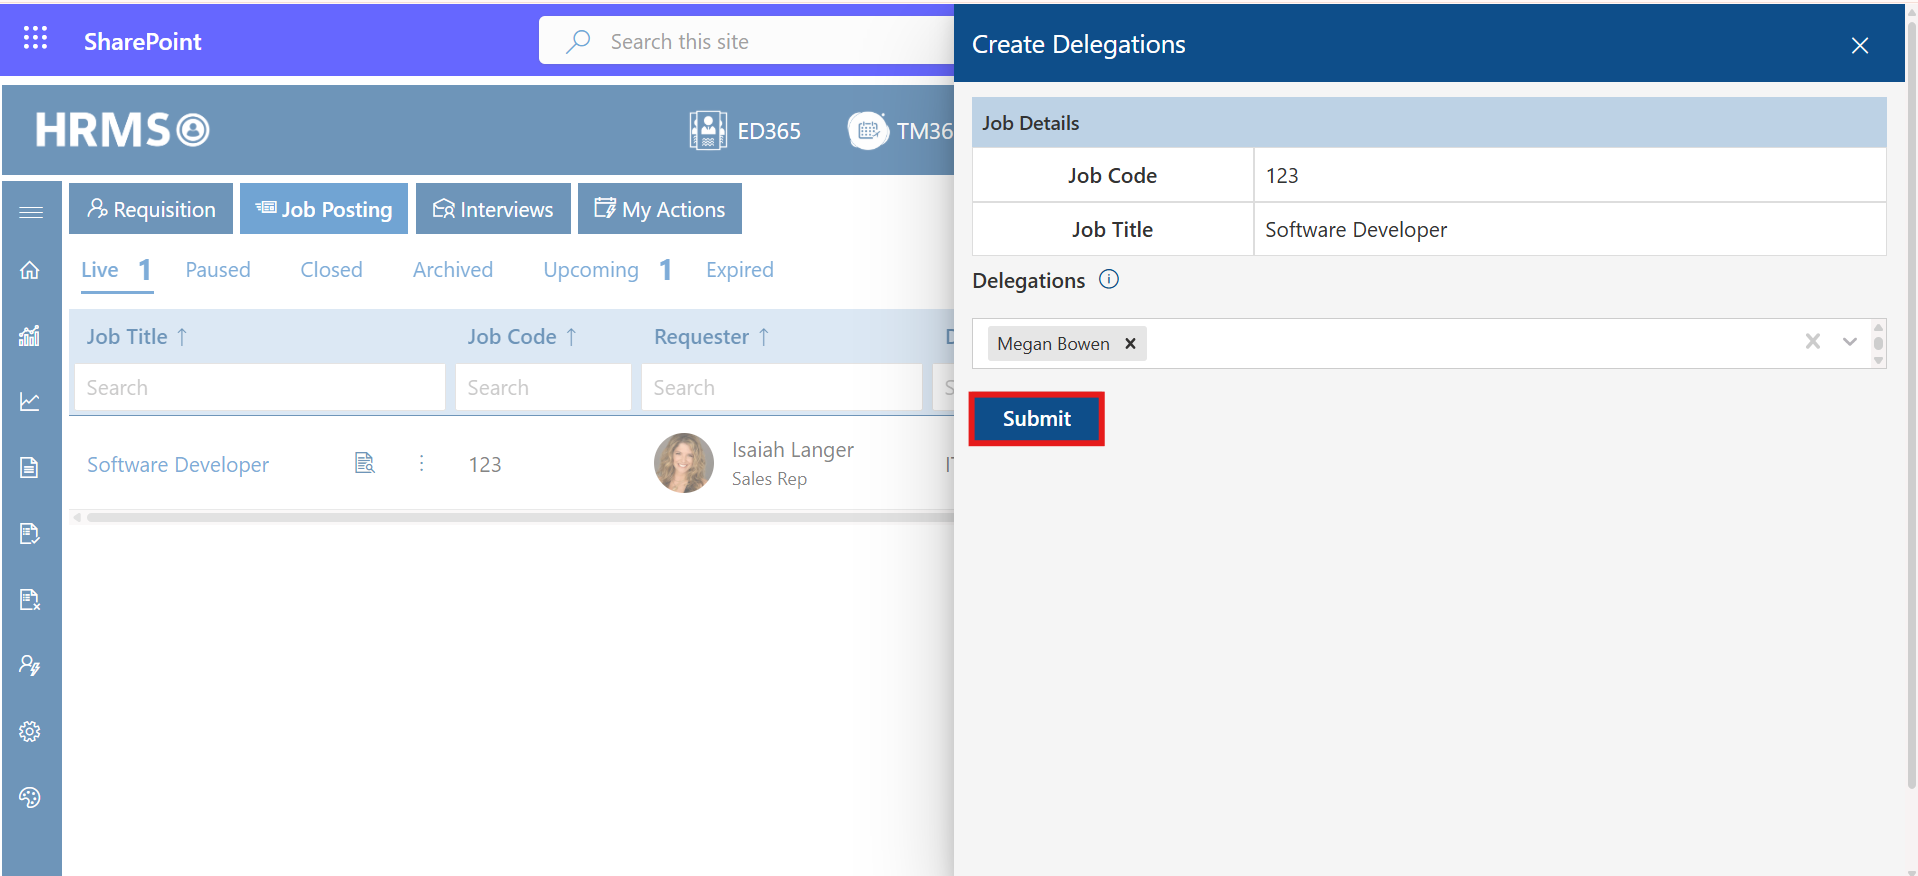 SharePoint
Search this site
HRMS
ED365
TM36
Requisition
Job Posting
Interviews
My Actions
Live 1 Paused Closed Archived Upcoming 1 Expired
Job Title ↑ Job Code ↑ Requester ↑ D
Search Search Search S
Software Developer 123 Isaiah Langer IT
Sales Rep
Create Delegations
Job Details
Job Code 123
Job Title Software Developer
Delegations
Megan Bowen
Submit